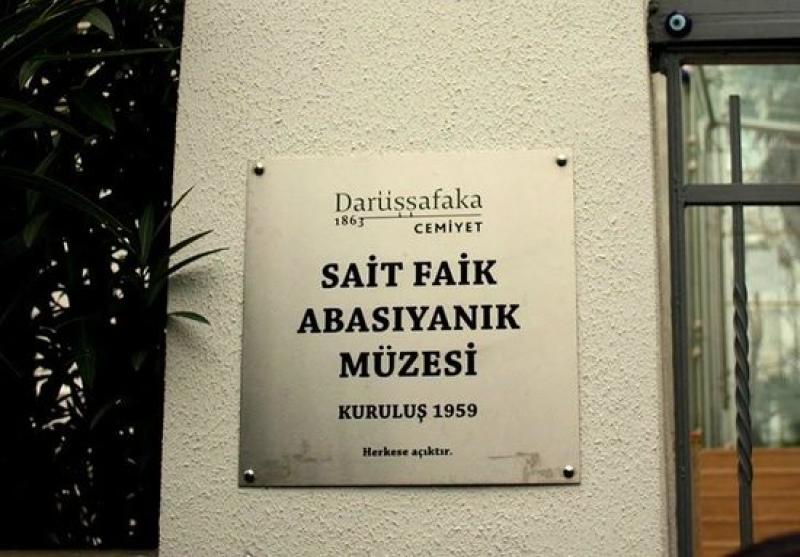 Darüşşafaka
1863
CEMİYET
SAİT FAİK
ABASIYANIK
MÜZESİ
KURULUŞ 1959
Herkese açıktır.